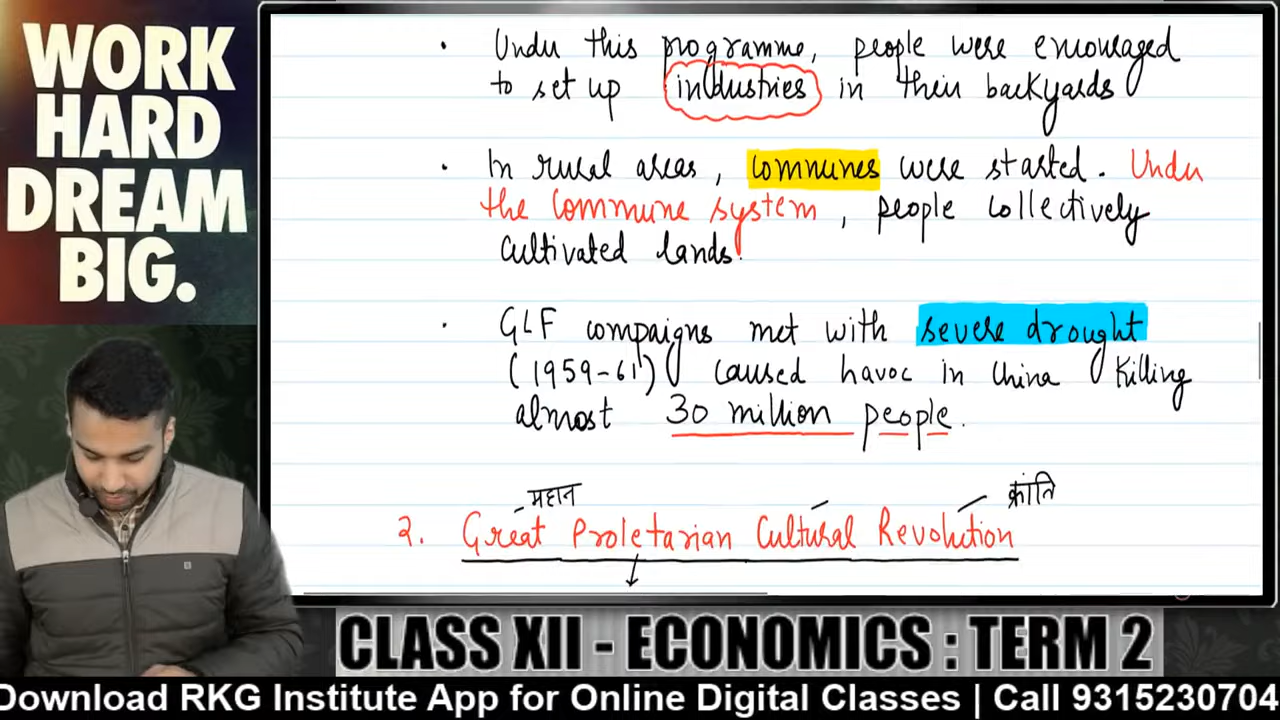 WORK
HARD
DREAM
BIG.
• Under this programme, people were encouraged
to set up industries in their backyards
• In rural areas, communes were started. Under
the Commune system, people collectively
cultivated lands.
• GLF campaigns met with severe drought
(1959-61) caused havoc in China killing
almost 30 million people.
महान क्रांति
2. Great Proletarian Cultural Revolution
CLASS XII - ECONOMICS : TERM 2
Download RKG Institute App for Online Digital Classes | Call 9315230704